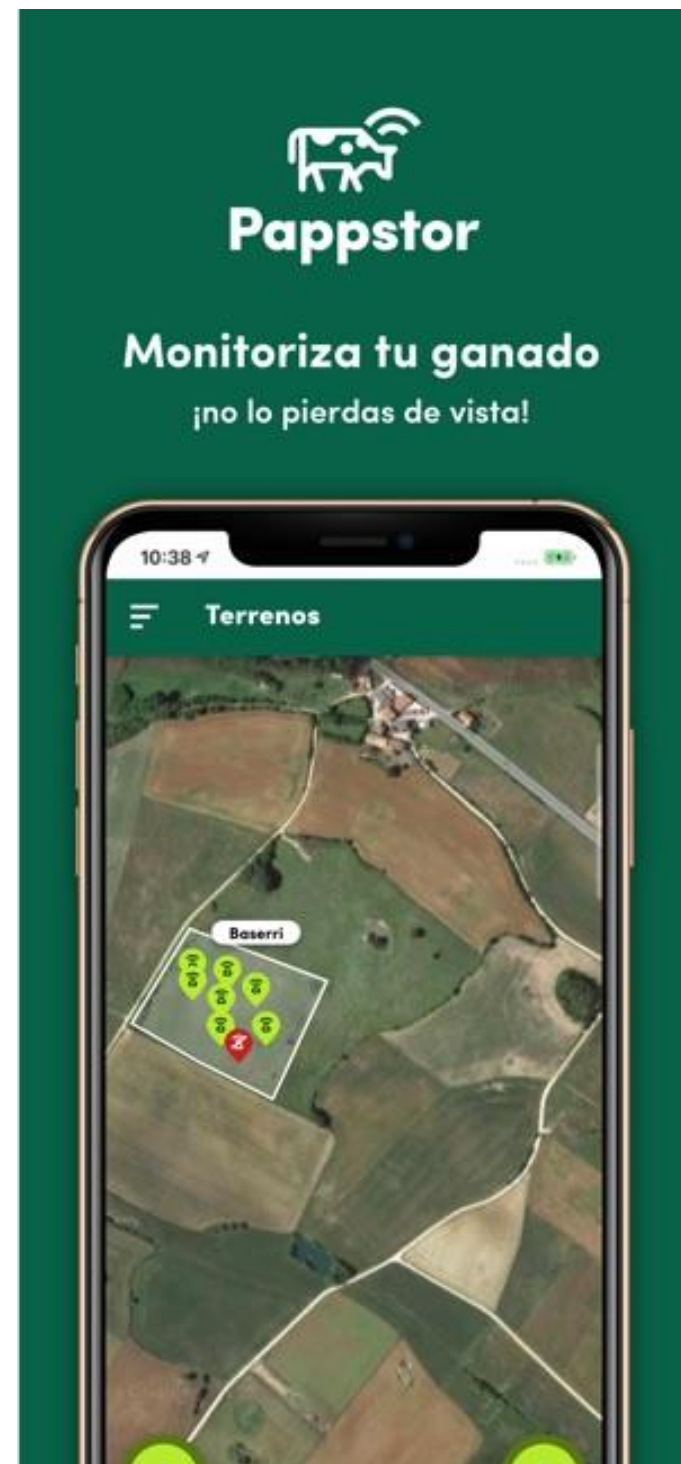 Pappstor
Monitoriza tu ganado
¡no lo pierdas de vista!
10:38
Terrenos
Baserri